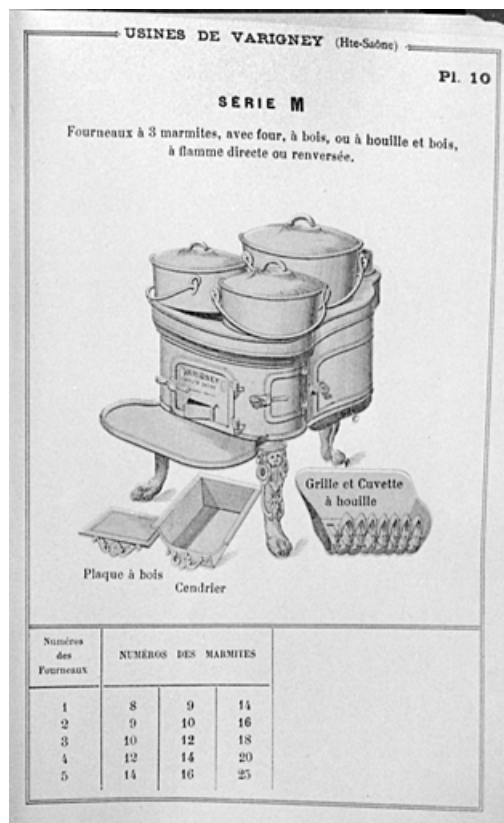 USINES DE VARIGNEY (Hte-Saône)
Pl. 10
SÉRIE M
Fourneaux à 3 marmites, avec four, à bois, ou à houille et bois,
à flamme directe ou renversée.
VARIGNEY
Grille et Cuvette
à houille
Plaque à bois
Cendrier
Numéros
des
Fourneaux
NUMÉROS DES MARMITES
1 8 9 14
2 9 10 16
3 10 12 18
4 12 14 20
5 14 16 25